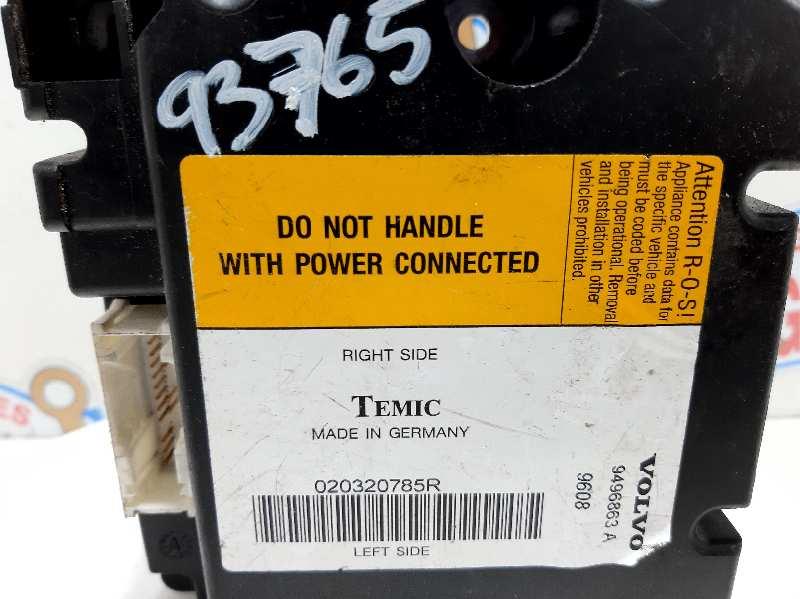 93765
DO NOT HANDLE
WITH POWER CONNECTED
Attention R-O-S!
Appliance contains data for
the specific vehicle and
must be coded before
being operational. Removal
and installation in other
vehicles prohibited.
RIGHT SIDE
TEMIC
MADE IN GERMANY
020320785R
LEFT SIDE
VOLVO
9496863 A
9608